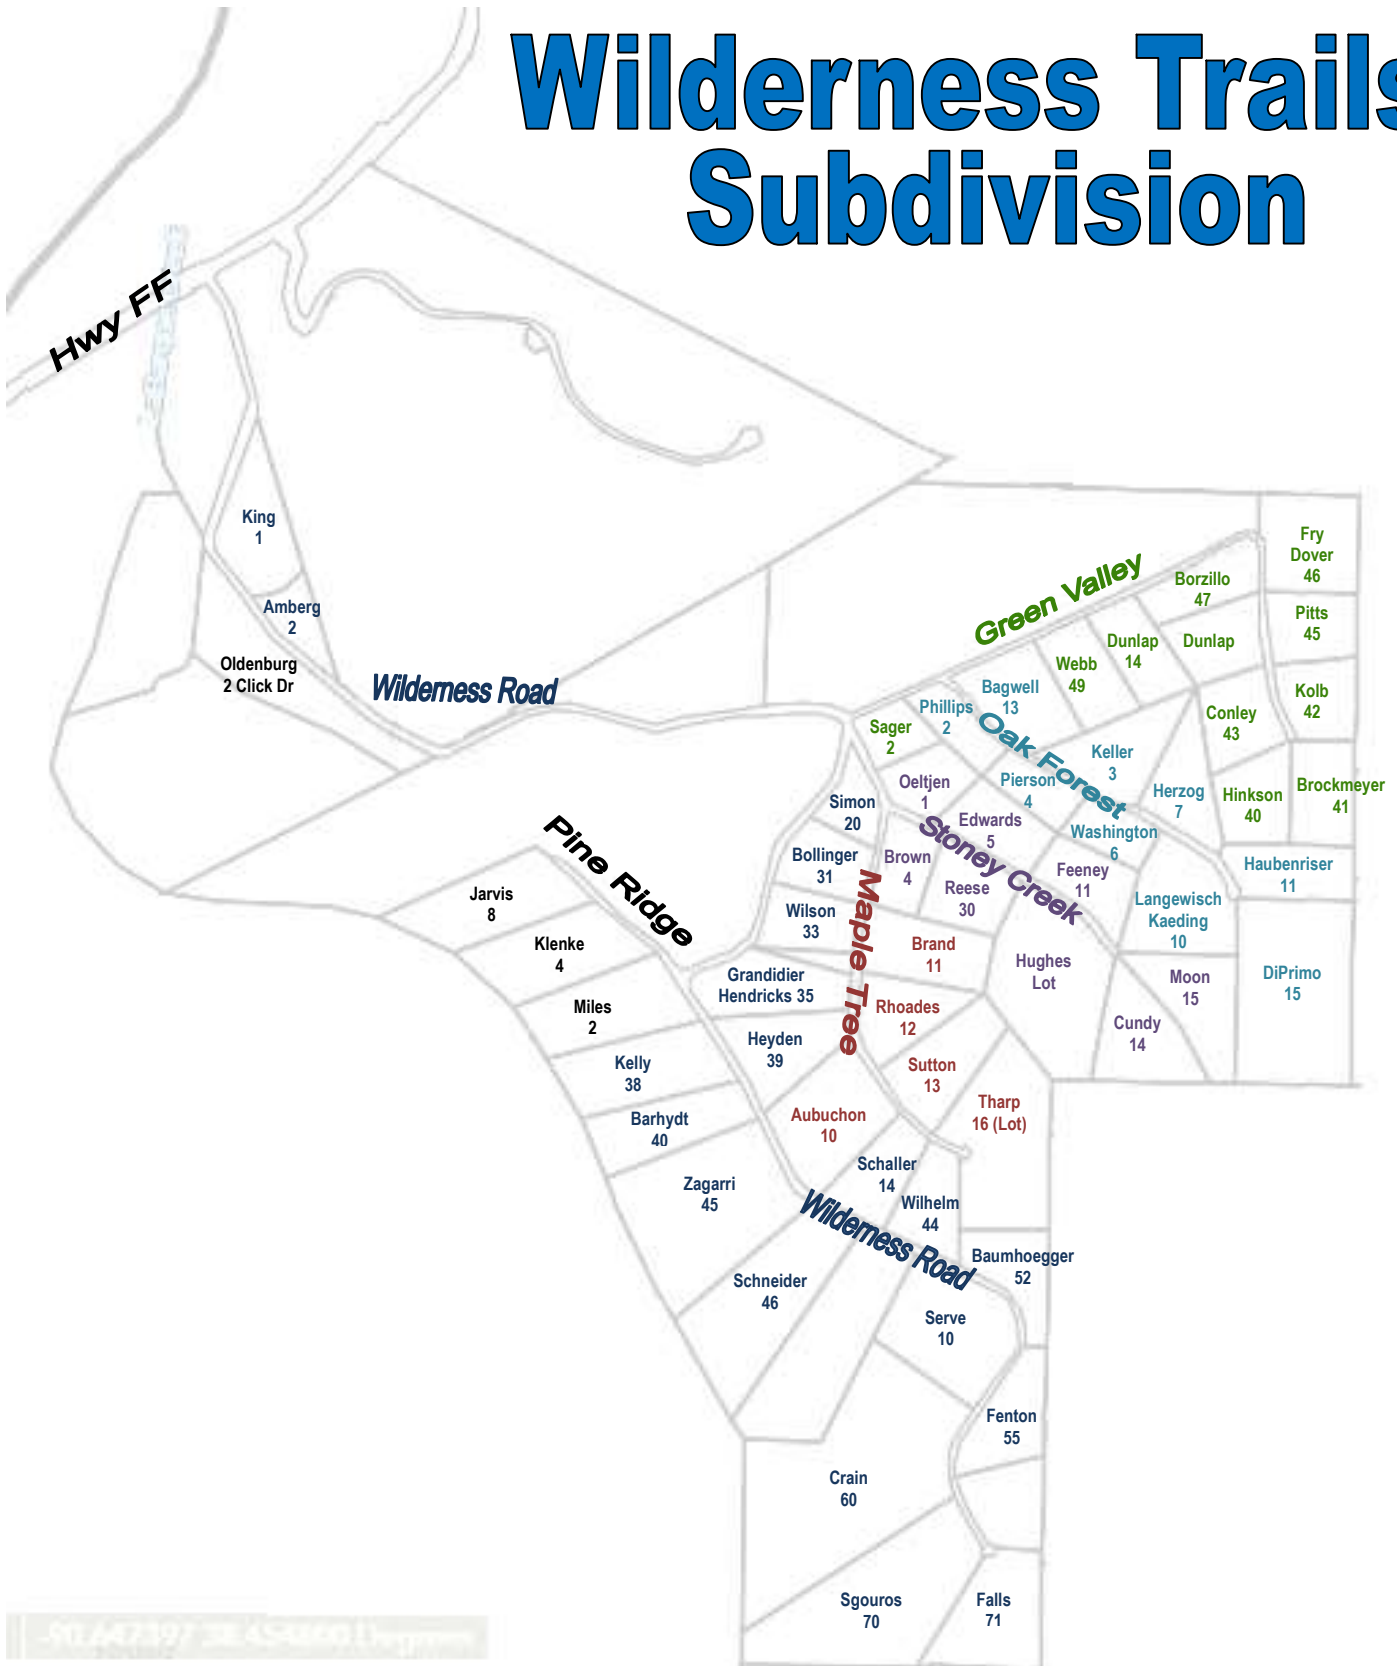 Wilderness Trails
Subdivision
Hwy FF
King
1
Amberg
2
Oldenburg
2 Click Dr
Wilderness Road
Green Valley
Fry
Dover
46
Borzillo
47
Pitts
45
Dunlap
14
Dunlap
Webb
49
Kolb
42
Bagwell
13
Phillips
2
Conley
43
Sager
2
Oak Forest
Keller
3
Oeltjen
1
Pierson
4
Herzog
7
Hinkson
40
Brockmeyer
41
Simon
20
Edwards
5
Stoney Creek
Washington
6
Pine Ridge
Bollinger
31
Brown
4
Feeney
11
Haubenriser
11
Maple Tree
Reese
30
Jarvis
8
Langewisch
Kaeding
10
Wilson
33
Klenke
4
Brand
11
Hughes
Lot
Moon
15
DiPrimo
15
Grandidier
Hendricks 35
Miles
2
Rhoades
12
Cundy
14
Heyden
39
Kelly
38
Sutton
13
Tharp
16 (Lot)
Aubuchon
10
Barhydt
40
Schaller
14
Zagarri
45
Wilhelm
44
Wilderness Road
Baumhoegger
52
Schneider
46
Serve
10
Fenton
55
Crain
60
Sgouros
70
Falls
71